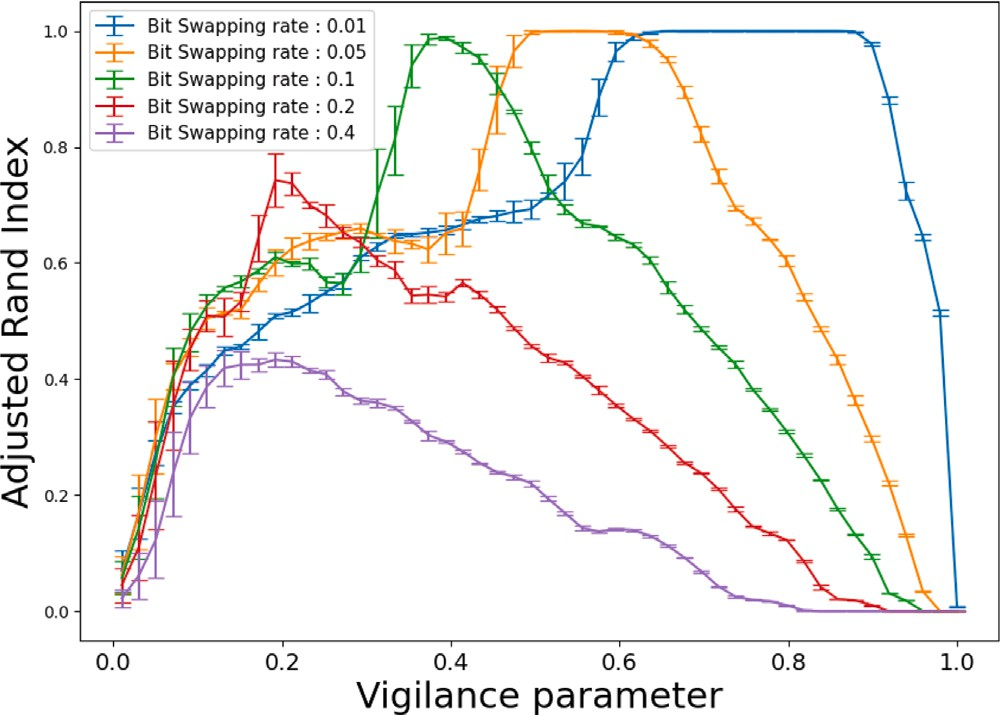 Bit Swapping rate : 0.01
Bit Swapping rate : 0.05
Bit Swapping rate : 0.1
Bit Swapping rate : 0.2
Bit Swapping rate : 0.4
Adjusted Rand Index
1.0
0.8
0.6
0.4
0.2
0.0
0.0 0.2 0.4 0.6 0.8 1.0
Vigilance parameter